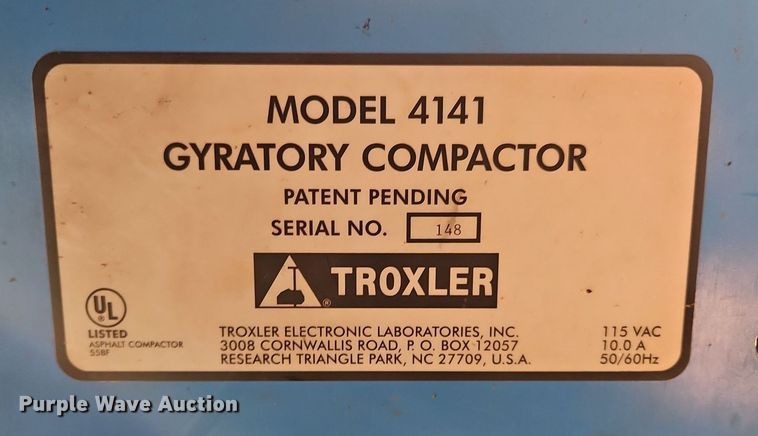 MODEL 4141
GYRATORY COMPACTOR
PATENT PENDING
SERIAL NO. 148
TROXLER
®
UL
®
LISTED
ASPHALT COMPACTOR
55BF
TROXLER ELECTRONIC LABORATORIES, INC.
3008 CORNWALLIS ROAD, P. O. BOX 12057
RESEARCH TRIANGLE PARK, NC 27709, U.S.A.
115 VAC
10.0 A
50/60Hz
Purple Wave Auction